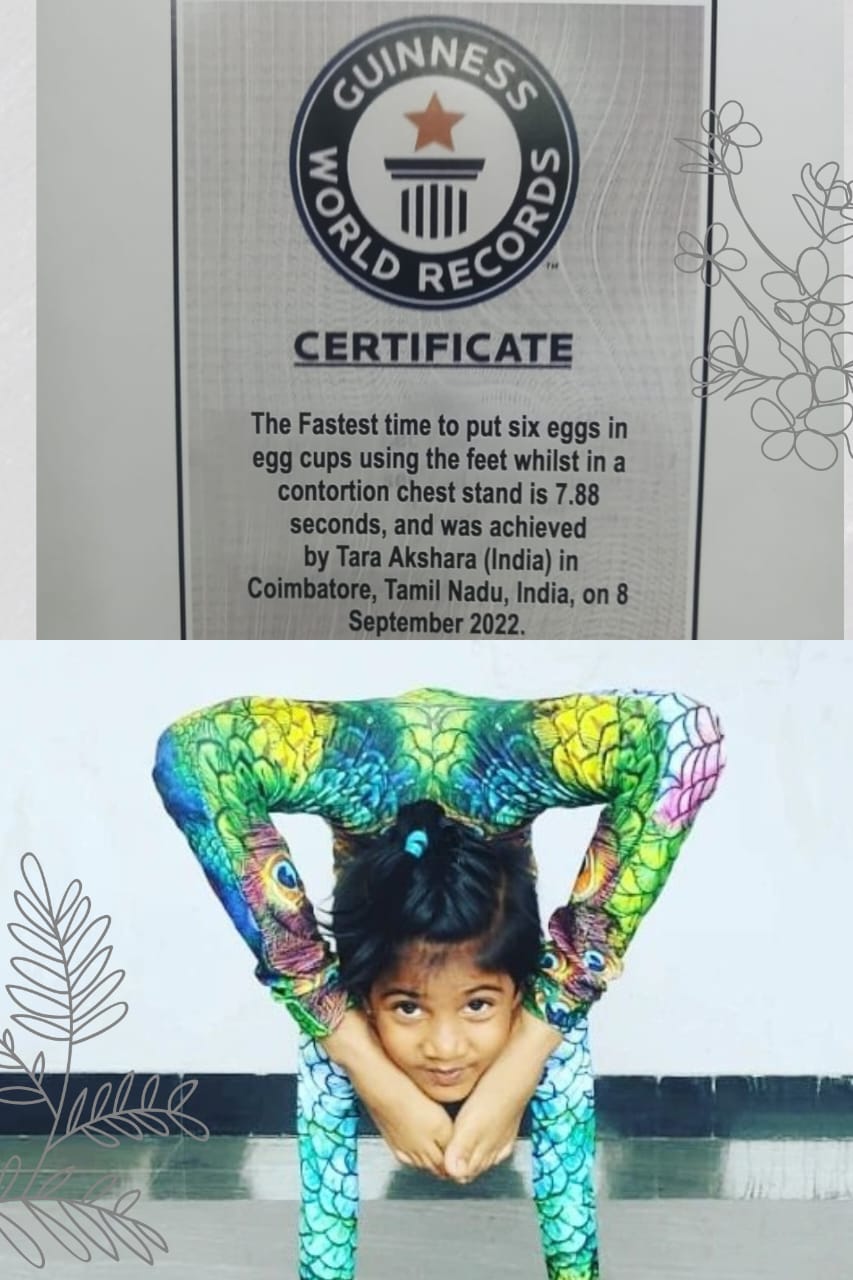 GUINNESS
WORLD RECORDS
TM
CERTIFICATE
The Fastest time to put six eggs in
egg cups using the feet whilst in a
contortion chest stand is 7.88
seconds, and was achieved
by Tara Akshara (India) in
Coimbatore, Tamil Nadu, India, on 8
September 2022.